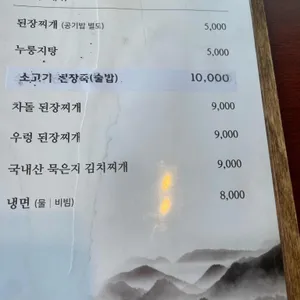 된장찌개 (공기밥 별도) 5,000
누룽지탕 5,000
소고기 된장죽(술밥) 10,000
차돌 된장찌개 9,000
우렁 된장찌개 9,000
국내산 묵은지 김치찌개 9,000
냉면 (물 | 비빔) 8,000